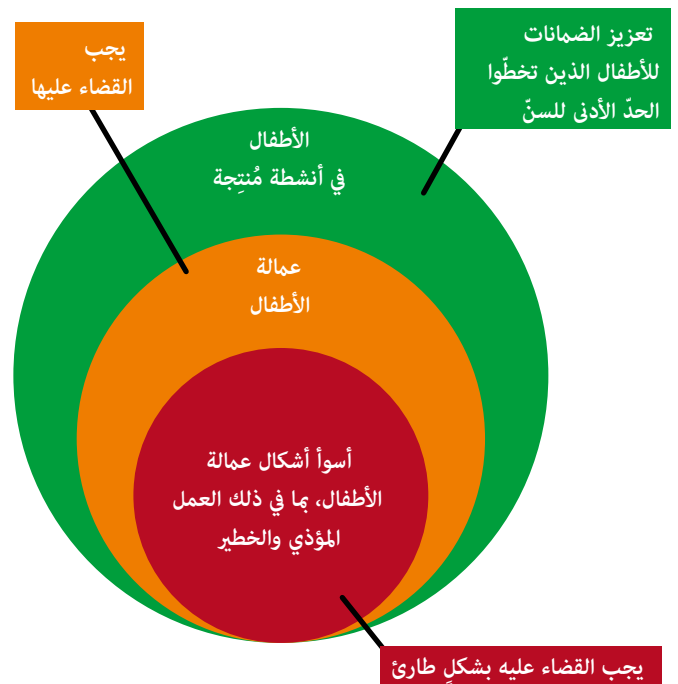 تعزيز الضمانات
للأطفال الذين تخطّوا
الحدّ الأدنى للسنّ
يجب
القضاء عليها
الأطفال
في أنشطة مُنتِجة
عمالة
الأطفال
أسوأ أشكال عمالة
الأطفال، بما في ذلك العمل
المؤذي والخطير
يجب القضاء عليه بشكلٍ طارئ